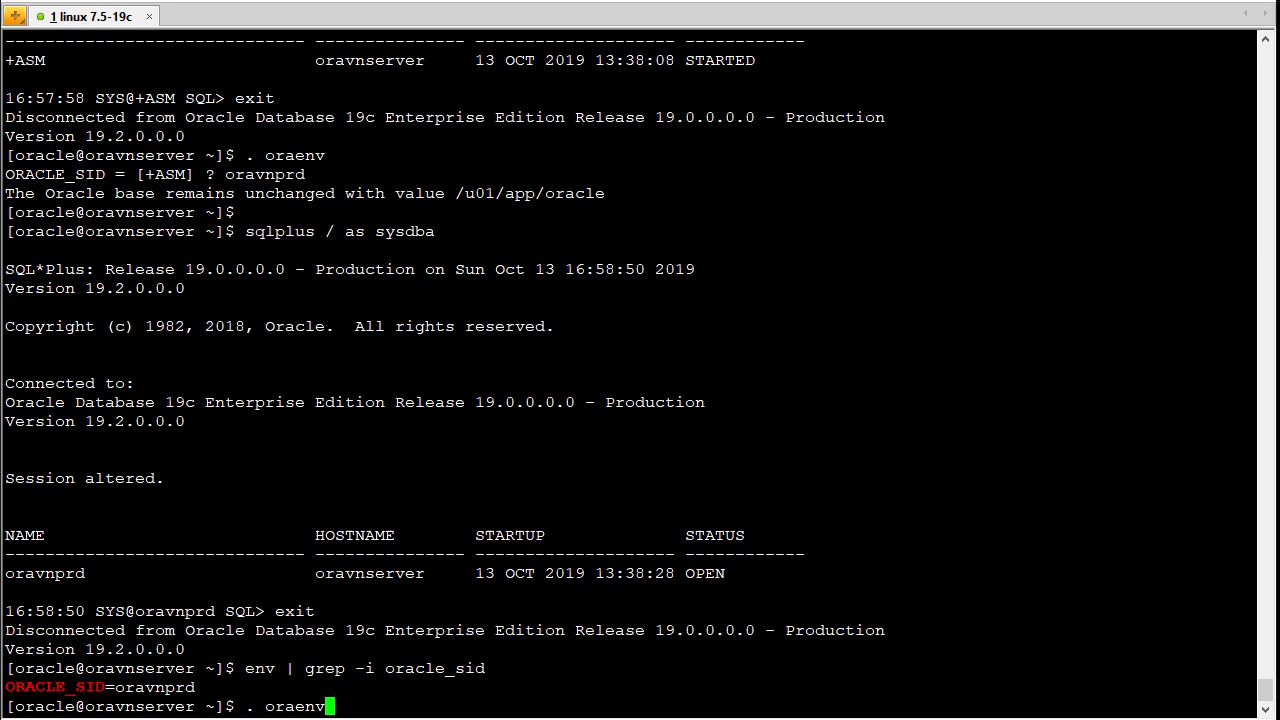 1 linux 7.5-19c
------------------------------ --------------- -------------------- ------------
+ASM                           oravnserver     13 OCT 2019 13:38:08 STARTED
16:57:58 SYS@+ASM SQL> exit
Disconnected from Oracle Database 19c Enterprise Edition Release 19.0.0.0.0 - Production
Version 19.2.0.0.0
[oracle@oravnserver ~]$ . oraenv
ORACLE_SID = [+ASM] ? oravnprd
The Oracle base remains unchanged with value /u01/app/oracle
[oracle@oravnserver ~]$
[oracle@oravnserver ~]$ sqlplus / as sysdba
SQL*Plus: Release 19.0.0.0.0 - Production on Sun Oct 13 16:58:50 2019
Version 19.2.0.0.0
Copyright (c) 1982, 2018, Oracle.  All rights reserved.
Connected to:
Oracle Database 19c Enterprise Edition Release 19.0.0.0.0 - Production
Version 19.2.0.0.0
Session altered.
NAME                           HOSTNAME        STARTUP              STATUS
------------------------------ --------------- -------------------- ------------
oravnprd                       oravnserver     13 OCT 2019 13:38:28 OPEN
16:58:50 SYS@oravnprd SQL> exit
Disconnected from Oracle Database 19c Enterprise Edition Release 19.0.0.0.0 - Production
Version 19.2.0.0.0
[oracle@oravnserver ~]$ env | grep -i oracle_sid
ORACLE_SID=oravnprd
[oracle@oravnserver ~]$ . oraenv